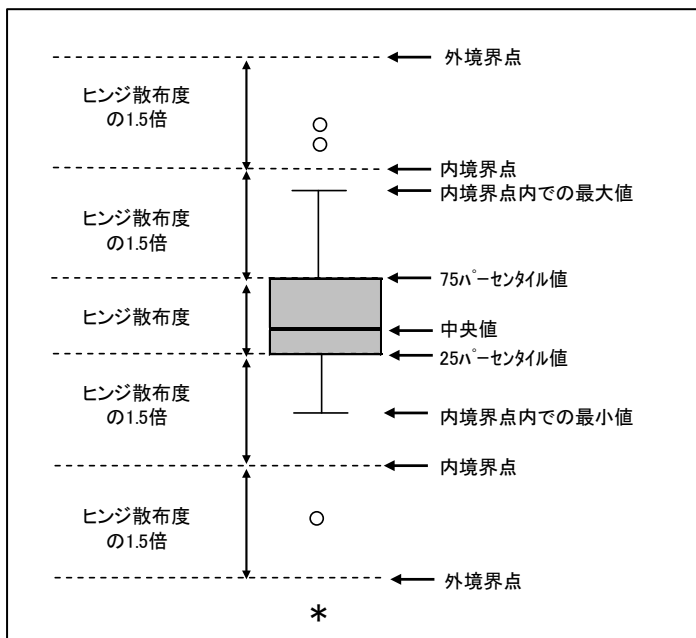 外境界点
ヒンジ散布度
の1.5倍
内境界点
内境界点内での最大値
ヒンジ散布度
の1.5倍
75パーセンタイル値
ヒンジ散布度
中央値
25パーセンタイル値
ヒンジ散布度
の1.5倍
内境界点内での最小値
内境界点
ヒンジ散布度
の1.5倍
外境界点